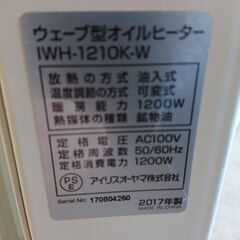 ウェーブ型オイルヒーター
IWH-1210K-W
放熱の方式 油入式
温度調節の方式 可変式
暖房能力 1200W
放熱媒体の種類 鉱物油
定格電圧 AC100V
定格周波数 50/60Hz
定格消費電力 1200W
PSE アイリスオーヤマ株式会社
Serial No: 170804250 2017年製
MADE IN CHINA